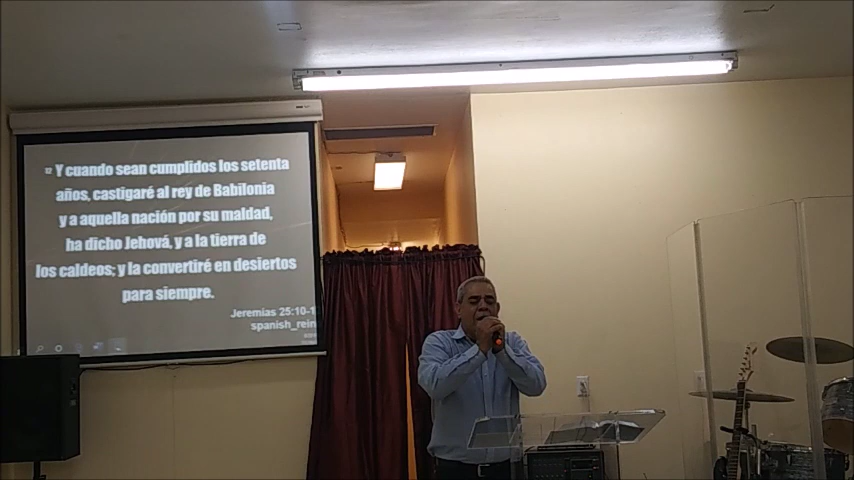 12 Y cuando sean cumplidos los setenta
años, castigaré al rey de Babilonia
y a aquella nación por su maldad,
ha dicho Jehová, y a la tierra de
los caldeos; y la convertiré en desiertos
para siempre.
Jeremías 25:10-1
spanish_rein